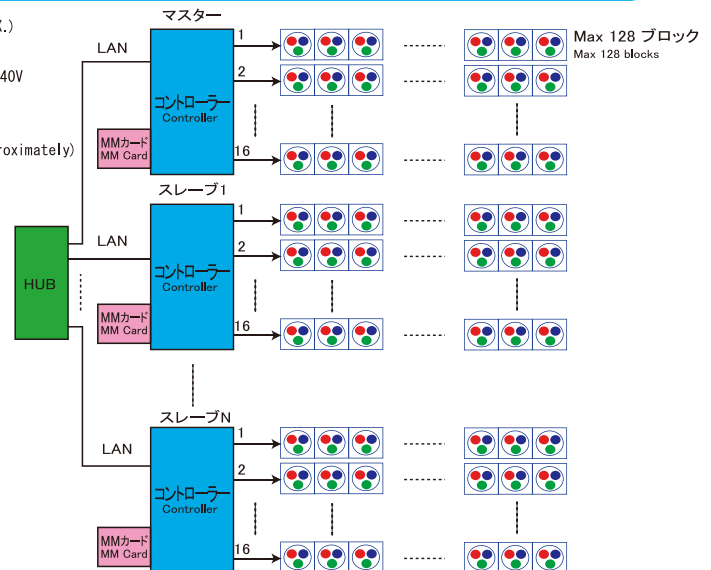 X.)
40V
roximately)
マスター
LAN
コントローラー
Controller
MMカード
MM Card
1
2
16
Max 128 ブロック
Max 128 blocks
HUB
スレーブ1
LAN
コントローラー
Controller
MMカード
MM Card
1
2
16
スレーブN
LAN
コントローラー
Controller
MMカード
MM Card
1
2
16